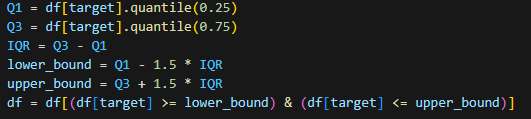 Q1 = df[target].quantile(0.25)
Q3 = df[target].quantile(0.75)
IQR = Q3 - Q1
lower_bound = Q1 - 1.5 * IQR
upper_bound = Q3 + 1.5 * IQR
df = df[(df[target] >= lower_bound) & (df[target] <= upper_bound)]